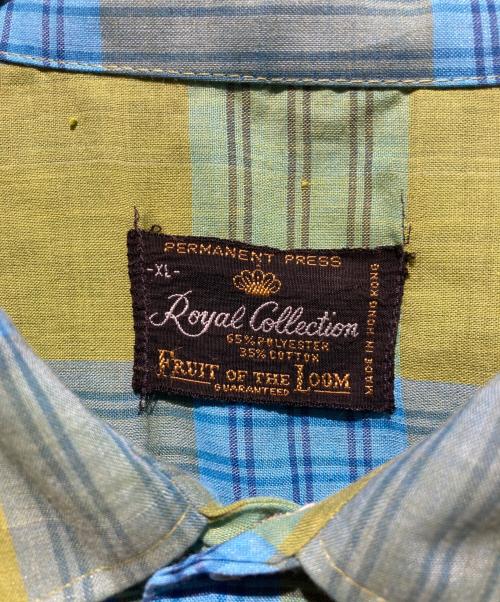 PERMANENT PRESS
-XL-
Royal Collection
65% POLYESTER
35% COTTON
FRUIT OF THE LOOM
GUARANTEED
MADE IN HONG KONG